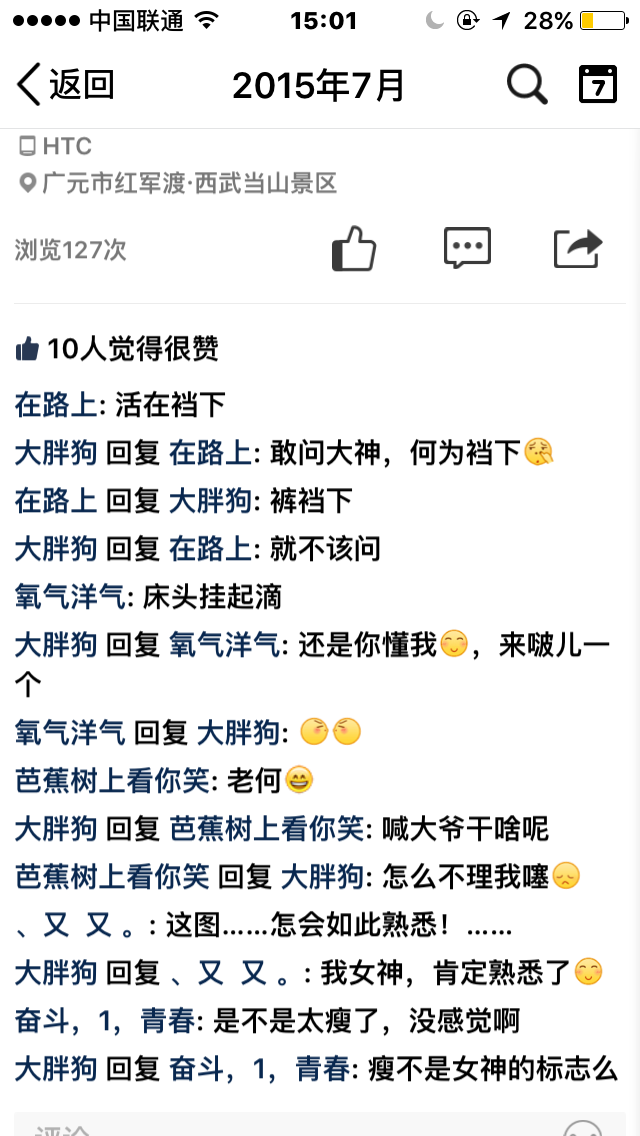 中国联通 15:01 28%
返回 2015年7月 7
HTC
广元市红军渡·西武当山景区
浏览127次
10人觉得很赞
在路上: 活在裆下
大胖狗 回复 在路上: 敢问大神，何为裆下
在路上 回复 大胖狗: 裤裆下
大胖狗 回复 在路上: 就不该问
氧气洋气: 床头挂起滴
大胖狗 回复 氧气洋气: 还是你懂我😊，来啵儿一
个
氧气洋气 回复 大胖狗:
芭蕉树上看你笑: 老何😄
大胖狗 回复 芭蕉树上看你笑: 喊大爷干啥呢
芭蕉树上看你笑 回复 大胖狗: 怎么不理我噻😞
、又 又 。: 这图……怎会如此熟悉！……
大胖狗 回复 、又 又 。: 我女神，肯定熟悉了😊
奋斗，1，青春: 是不是太瘦了，没感觉啊
大胖狗 回复 奋斗，1，青春: 瘦不是女神的标志么
评论